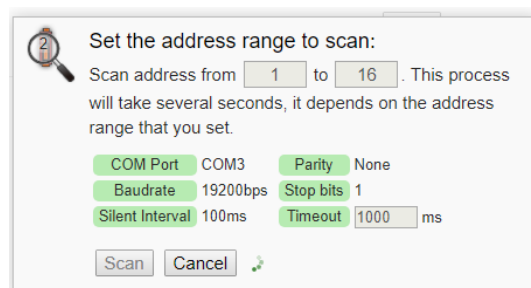 2
Set the address range to scan:
Scan address from 1 to 16 . This process
will take several seconds, it depends on the address
range that you set.
COM Port COM3 Parity None
Baudrate 19200bps Stop bits 1
Silent Interval 100ms Timeout 1000 ms
Scan Cancel